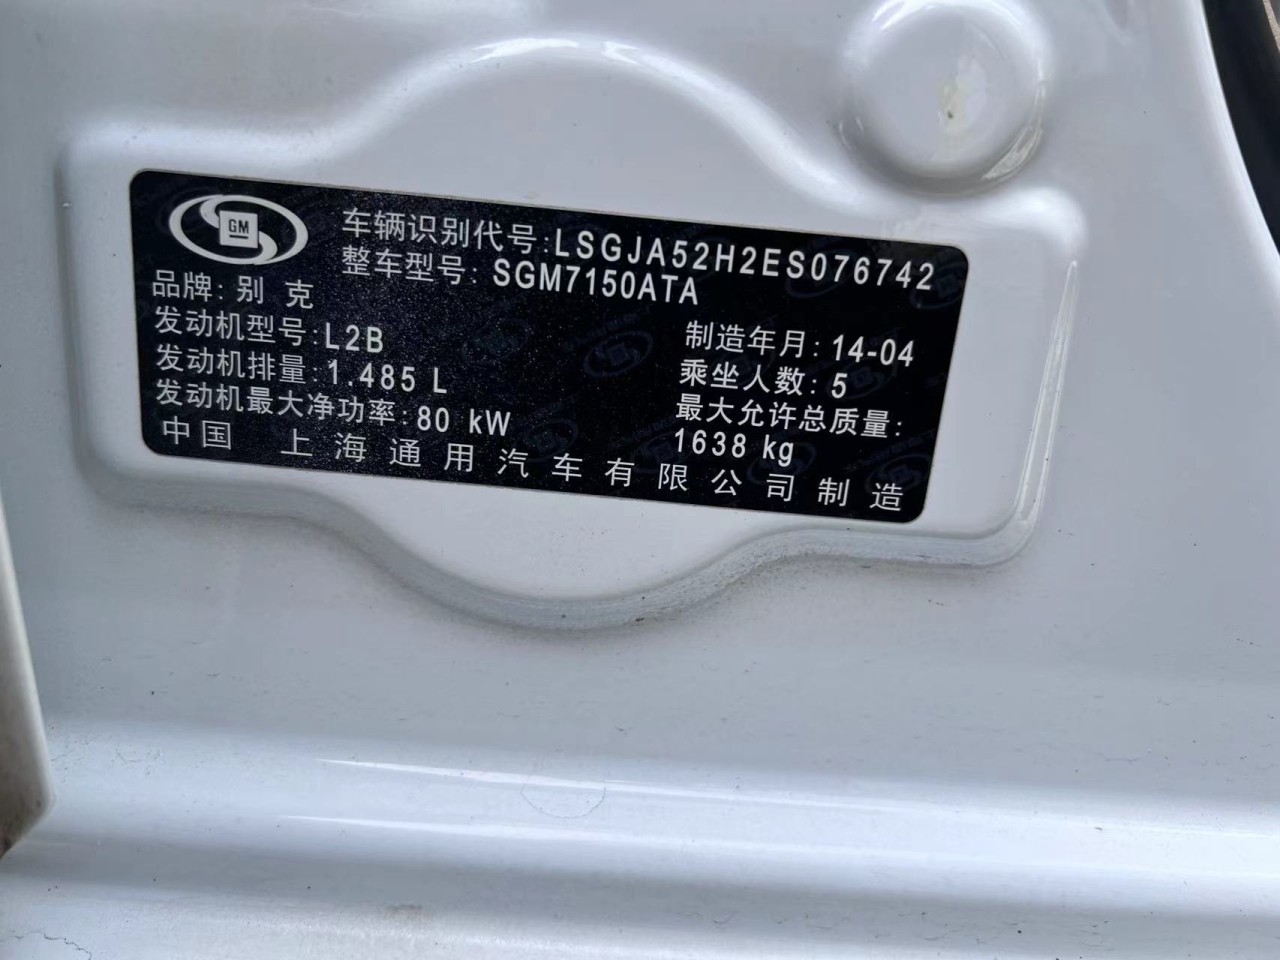 GM
车辆识别代号:LSGJA52H2ES076742
整车型号: SGM7150ATA
品牌: 别 克
发动机型号: L2B
制造年月: 14-04
发动机排量: 1.485 L
乘坐人数: 5
发动机最大净功率: 80 kW
最大允许总质量:
1638 kg
中国 上海通用汽车有限公司制造